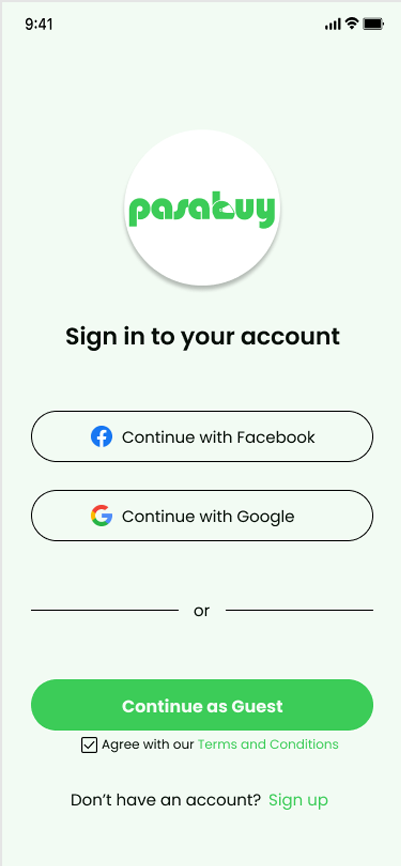 9:41
pasabuy
Sign in to your account
Continue with Facebook
Continue with Google
or
Continue as Guest
Agree with our Terms and Conditions
Don’t have an account? Sign up